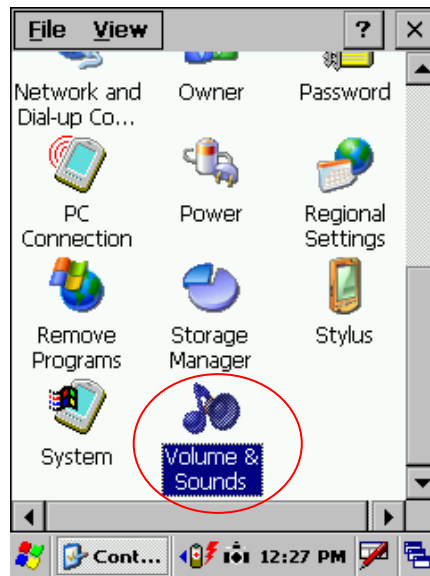 File View ? ×
Network and Owner Password
Dial-up Co...
PC Power Regional
Connection Settings
Remove Storage Stylus
Programs Manager
System Volume &
Sounds
Cont... 12:27 PM